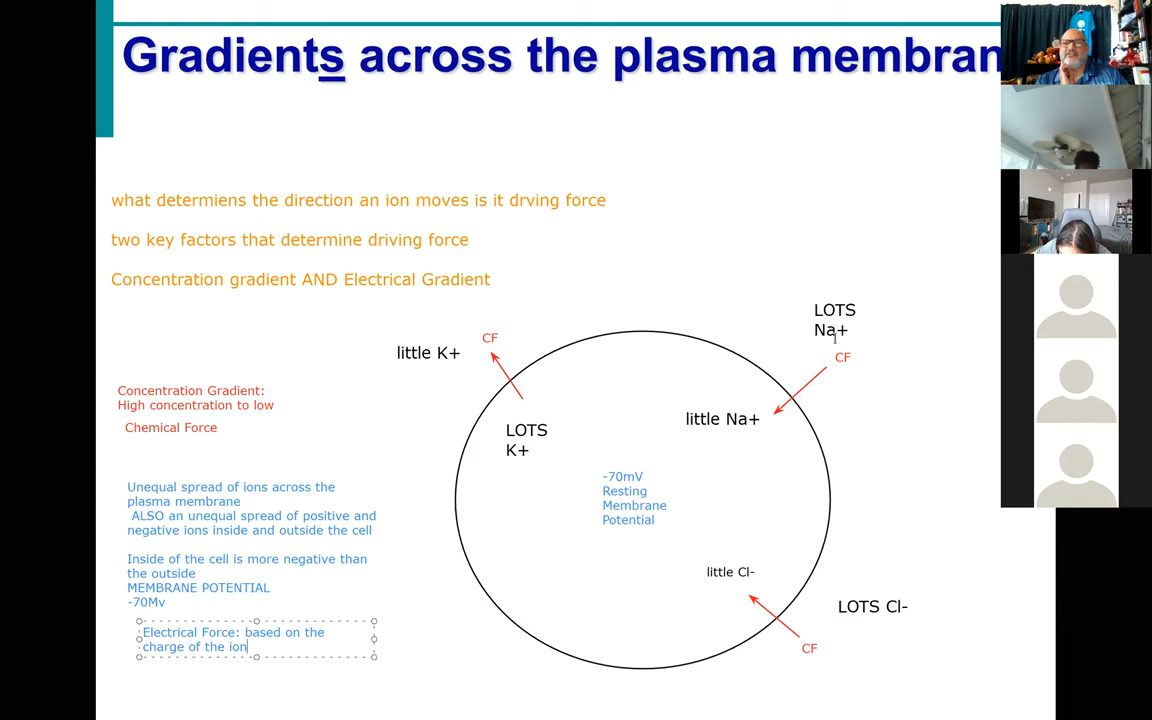 Gradients across the plasma membran
what determiens the direction an ion moves is it drving force
two key factors that determine driving force
Concentration gradient AND Electrical Gradient
LOTS
Na+
CF
little K+
CF
Concentration Gradient:
High concentration to low
Chemical Force
little Na+
LOTS
K+
-70mV
Resting
Membrane
Potential
Unequal spread of ions across the
plasma membrane
ALSO an unequal spread of positive and
negative ions inside and outside the cell
Inside of the cell is more negative than
the outside
MEMBRANE POTENTIAL
-70Mv
little Cl-
LOTS Cl-
CF
Electrical Force: based on the
charge of the ion